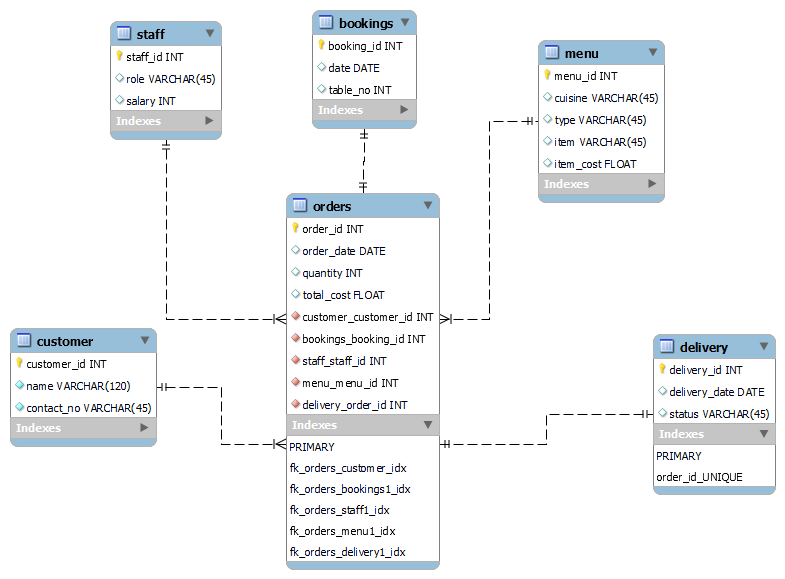 staff
staff_id INT
role VARCHAR(45)
salary INT
Indexes
bookings
booking_id INT
date DATE
table_no INT
Indexes
menu
menu_id INT
cuisine VARCHAR(45)
type VARCHAR(45)
item VARCHAR(45)
item_cost FLOAT
Indexes
orders
order_id INT
order_date DATE
quantity INT
total_cost FLOAT
customer_customer_id INT
bookings_booking_id INT
staff_staff_id INT
menu_menu_id INT
delivery_order_id INT
Indexes
PRIMARY
fk_orders_customer_idx
fk_orders_bookings1_idx
fk_orders_staff1_idx
fk_orders_menu1_idx
fk_orders_delivery1_idx
customer
customer_id INT
name VARCHAR(120)
contact_no VARCHAR(45)
Indexes
delivery
delivery_id INT
delivery_date DATE
status VARCHAR(45)
Indexes
PRIMARY
order_id_UNIQUE